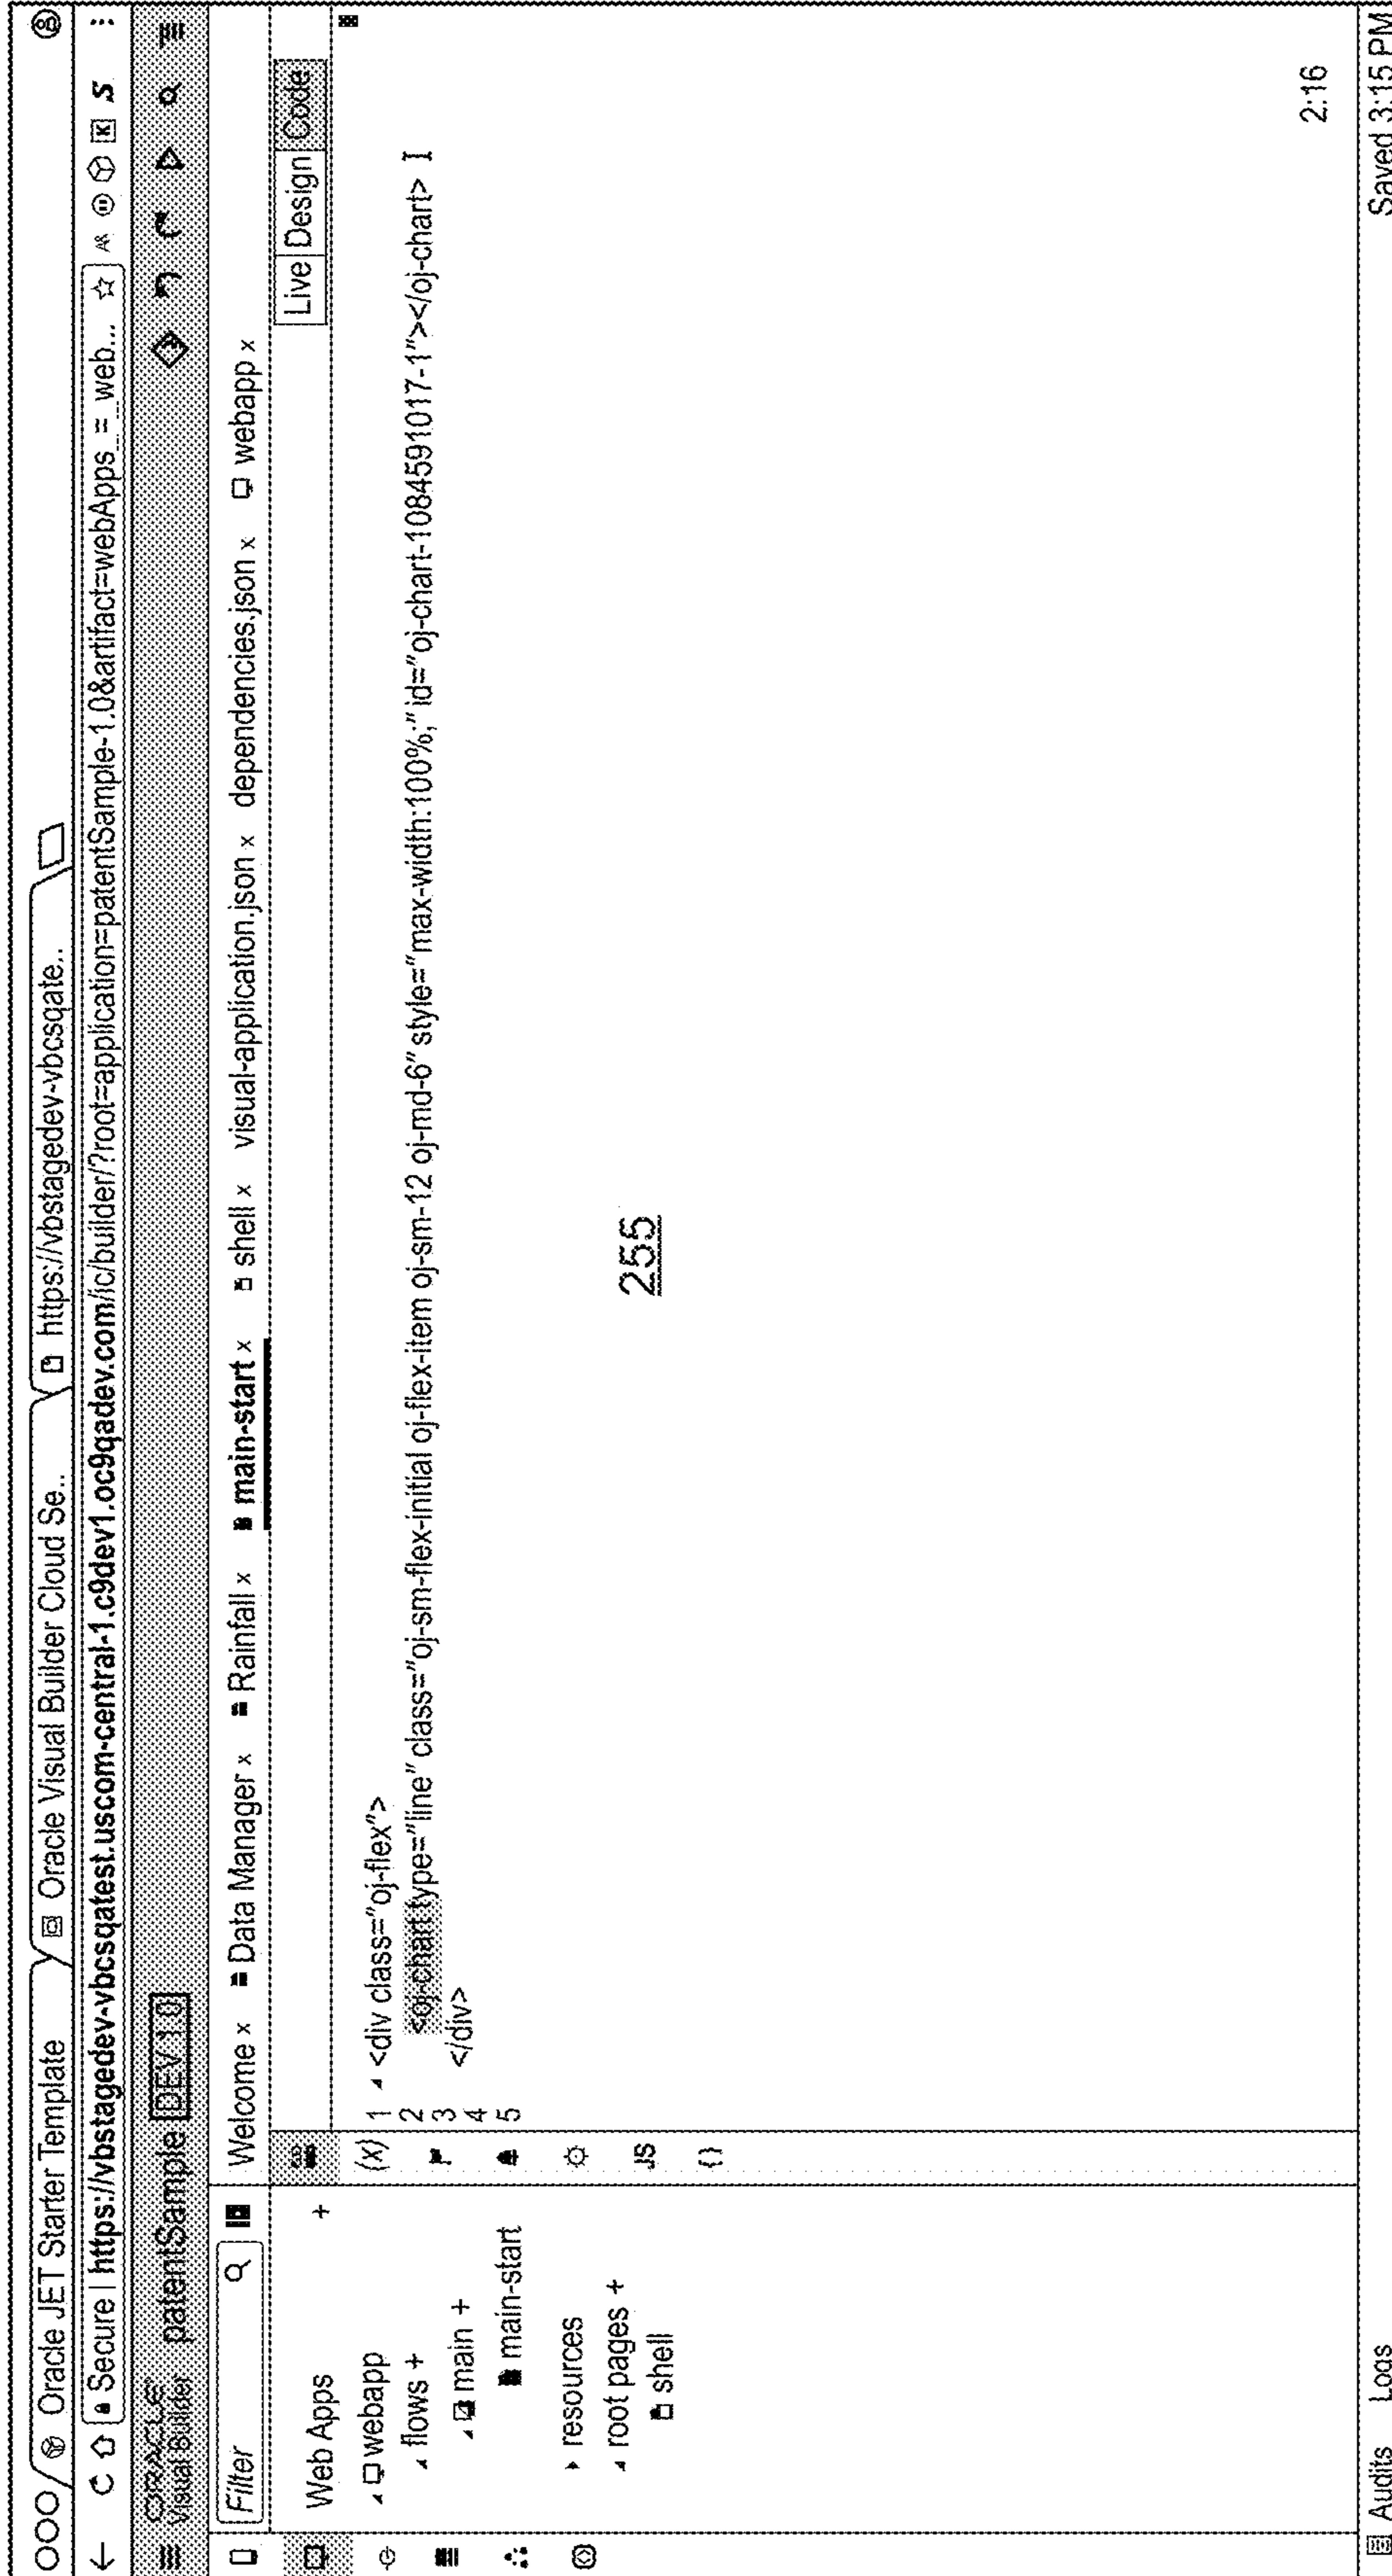 Oracle JET Starter Template
Oracle Visual Builder Cloud Se..
https://vbstagedev-vbcsqate..
Secure | https://vbstagedev-vbcsqatest.uscom-central-1.c9dev1.oc9qadev.com/ic/builder/?root=application=patentSample-1.0&artifact=webApps_=_web...
ORACLE
Visual Builder
patentSample DEV 1.0
Filter
Welcome x Data Manager x Rainfall x main-start x shell x visual-application.json x dependencies.json x webapp x
Live Design Code
Web Apps +
webapp
flows +
main +
main-start
resources
root pages +
shell
(x)
JS
{}
1 <div class="oj-flex">
2 <oj-chart type="line" class="oj-sm-flex-initial oj-flex-item oj-sm-12 oj-md-6" style="max-width:100%;" id="oj-chart-1084591017-1"></oj-chart>
3 </div>
4
5
255
2:16
Audits Logs
Saved 3:15 PM